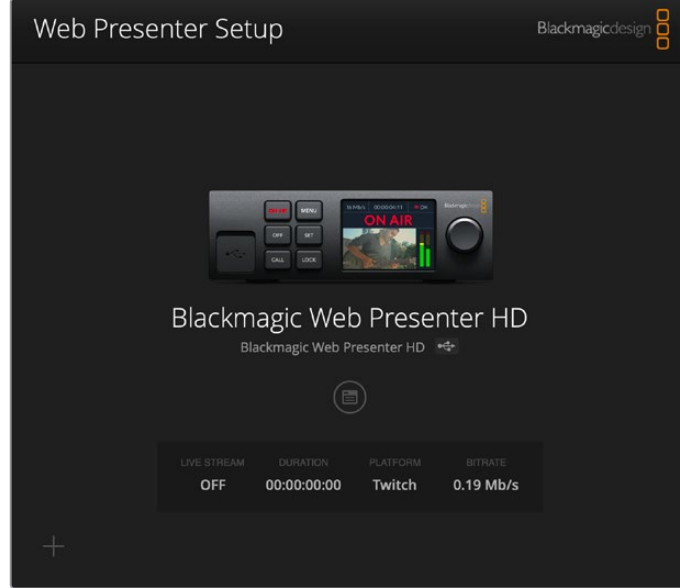 Web Presenter Setup
Blackmagicdesign
ON AIR MENU
OFF SET
CALL LOCK
ON AIR
Blackmagic Web Presenter HD
Blackmagic Web Presenter HD
LIVE STREAM DURATION PLATFORM BITRATE
OFF 00:00:00:00 Twitch 0.19 Mb/s